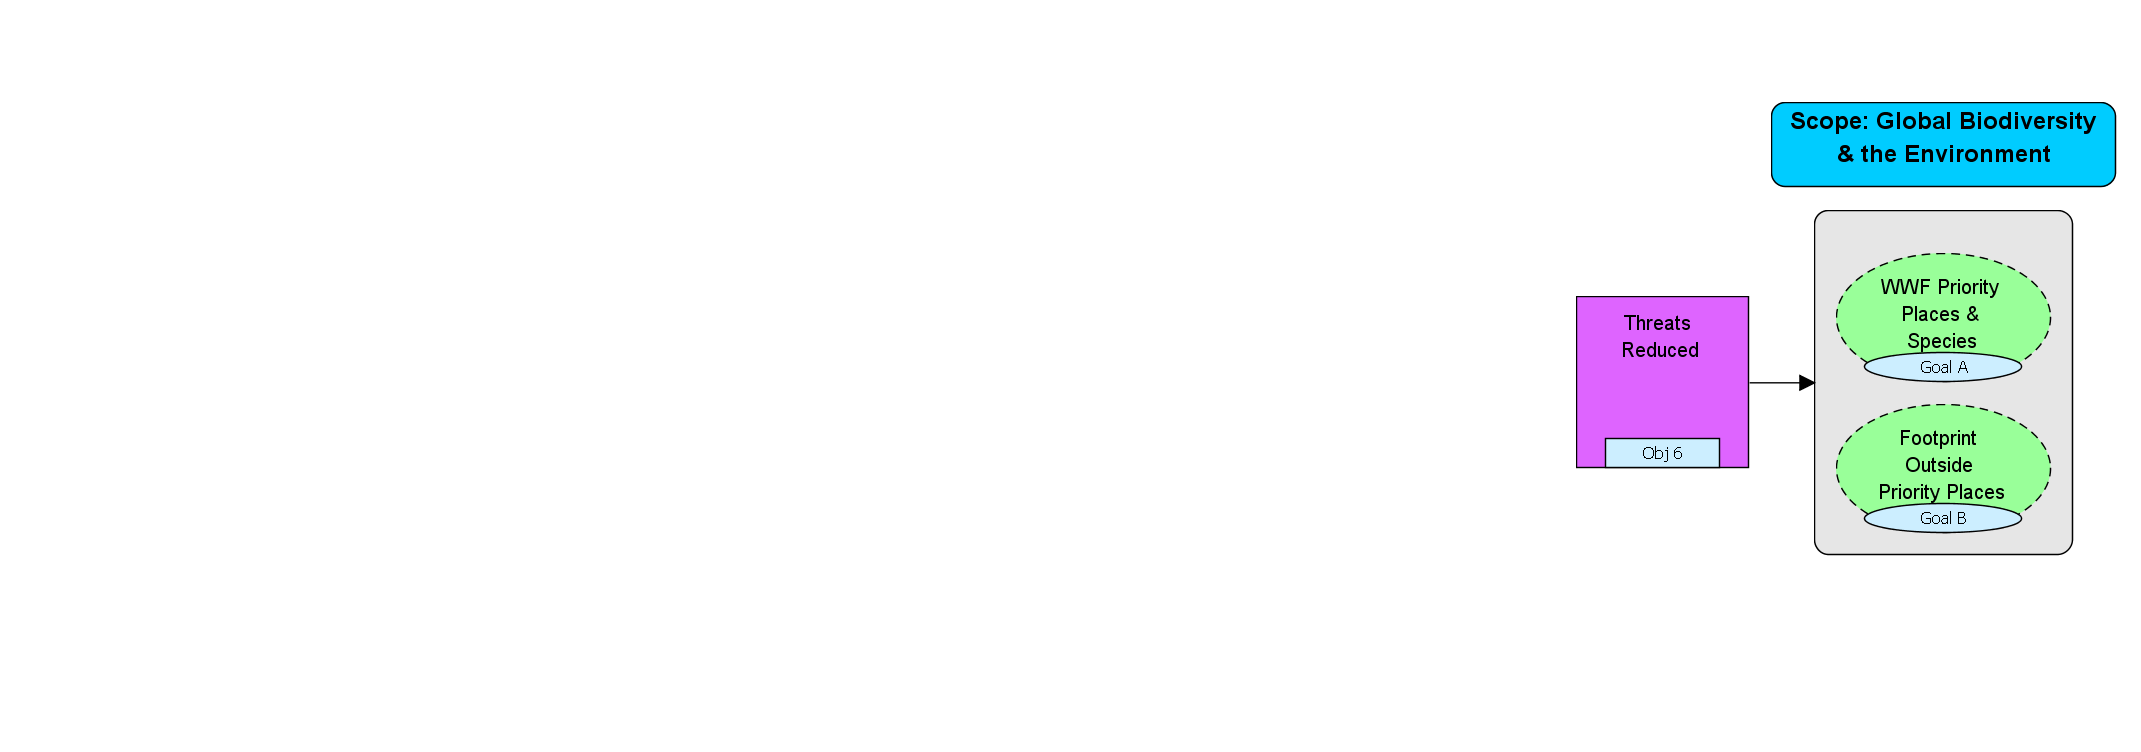 Scope: Global Biodiversity
& the Environment
Threats
Reduced
Obj 6
WWF Priority
Places &
Species
Goal A
Footprint
Outside
Priority Places
Goal B